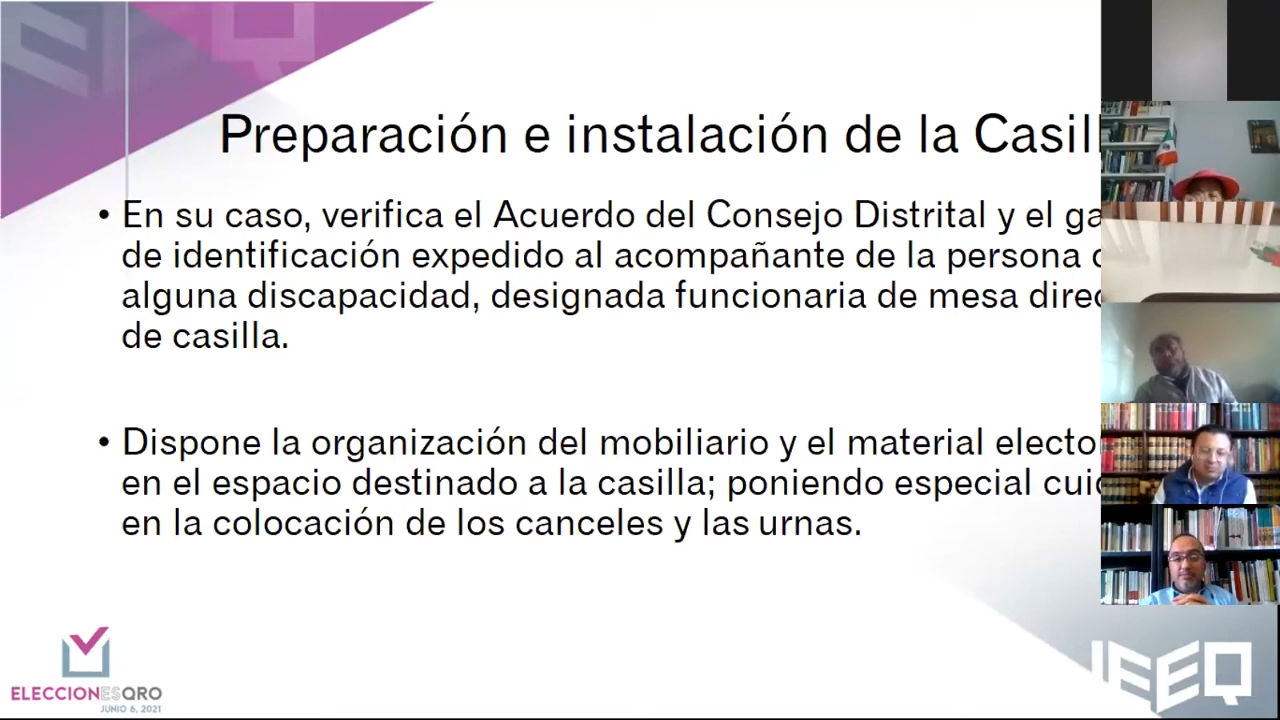 Preparación e instalación de la Casil
• En su caso, verifica el Acuerdo del Consejo Distrital y el ga
de identificación expedido al acompañante de la persona
alguna discapacidad, designada funcionaria de mesa direc
de casilla.
• Dispone la organización del mobiliario y el material electo
en el espacio destinado a la casilla; poniendo especial cui
en la colocación de los canceles y las urnas.
ELECCIONESQRO
JUNIO 6, 2021
IEEQ